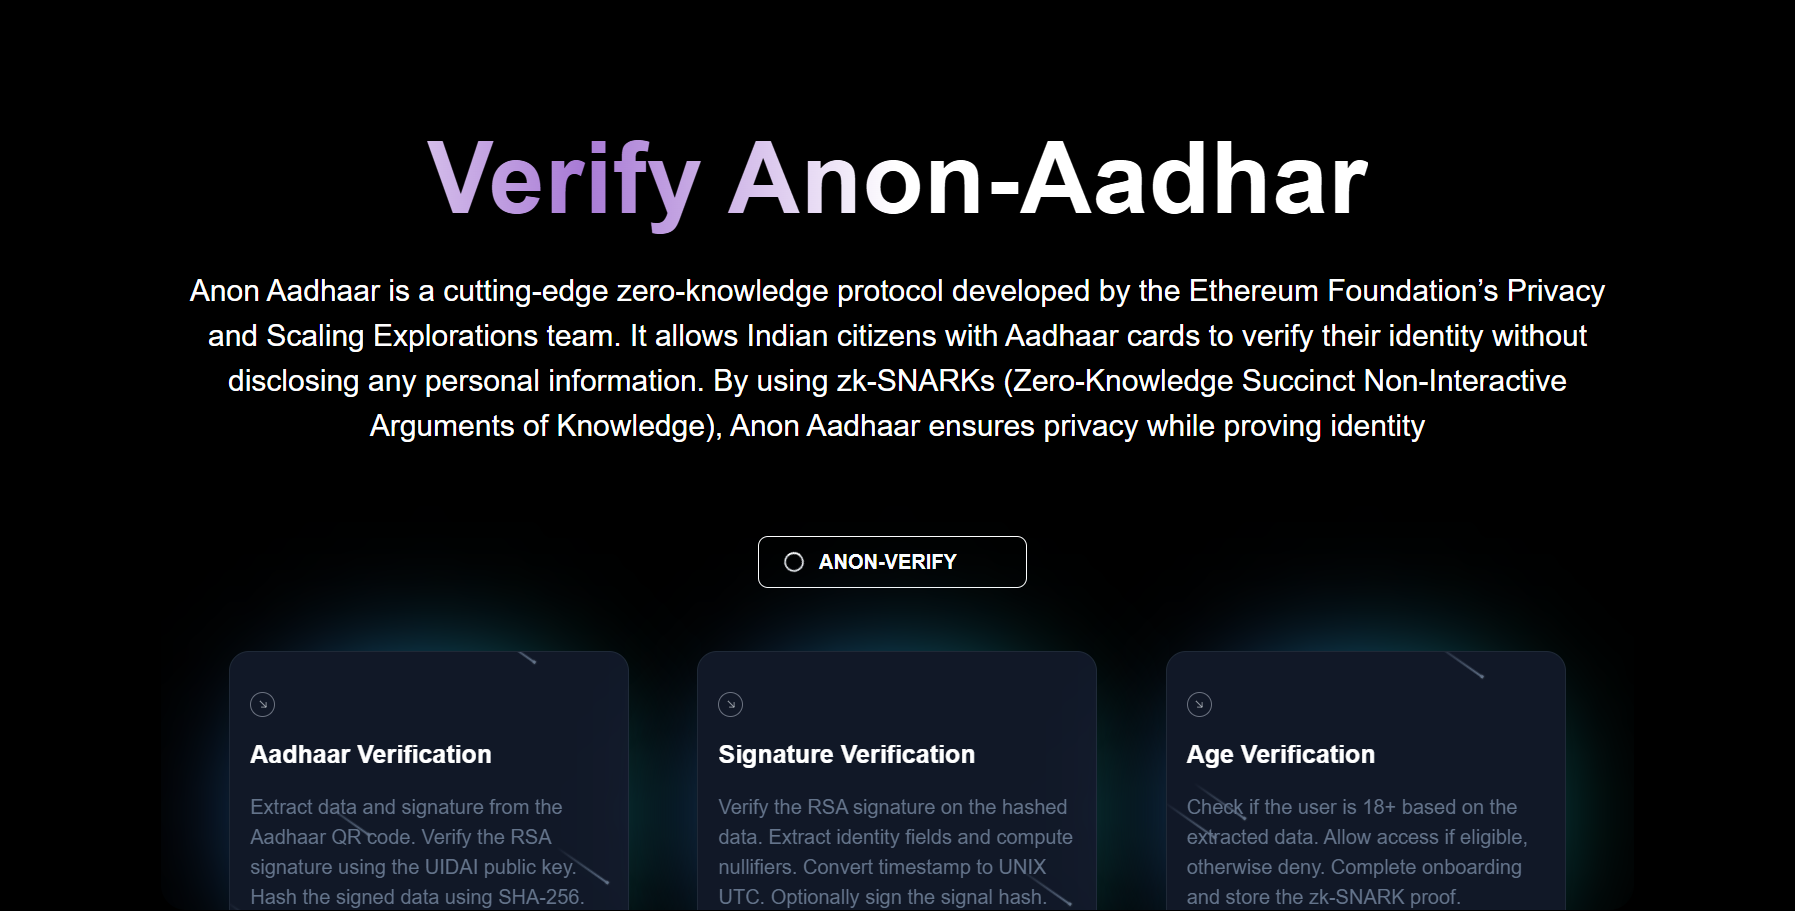 Verify Anon-Aadhar
Anon Aadhaar is a cutting-edge zero-knowledge protocol developed by the Ethereum Foundation’s Privacy
and Scaling Explorations team. It allows Indian citizens with Aadhaar cards to verify their identity without
disclosing any personal information. By using zk-SNARKs (Zero-Knowledge Succinct Non-Interactive
Arguments of Knowledge), Anon Aadhaar ensures privacy while proving identity
ANON-VERIFY
Aadhaar Verification
Extract data and signature from the
Aadhaar QR code. Verify the RSA
signature using the UIDAI public key.
Hash the signed data using SHA-256.
Signature Verification
Verify the RSA signature on the hashed
data. Extract identity fields and compute
nullifiers. Convert timestamp to UNIX
UTC. Optionally sign the signal hash.
Age Verification
Check if the user is 18+ based on the
extracted data. Allow access if eligible,
otherwise deny. Complete onboarding
and store the zk-SNARK proof.